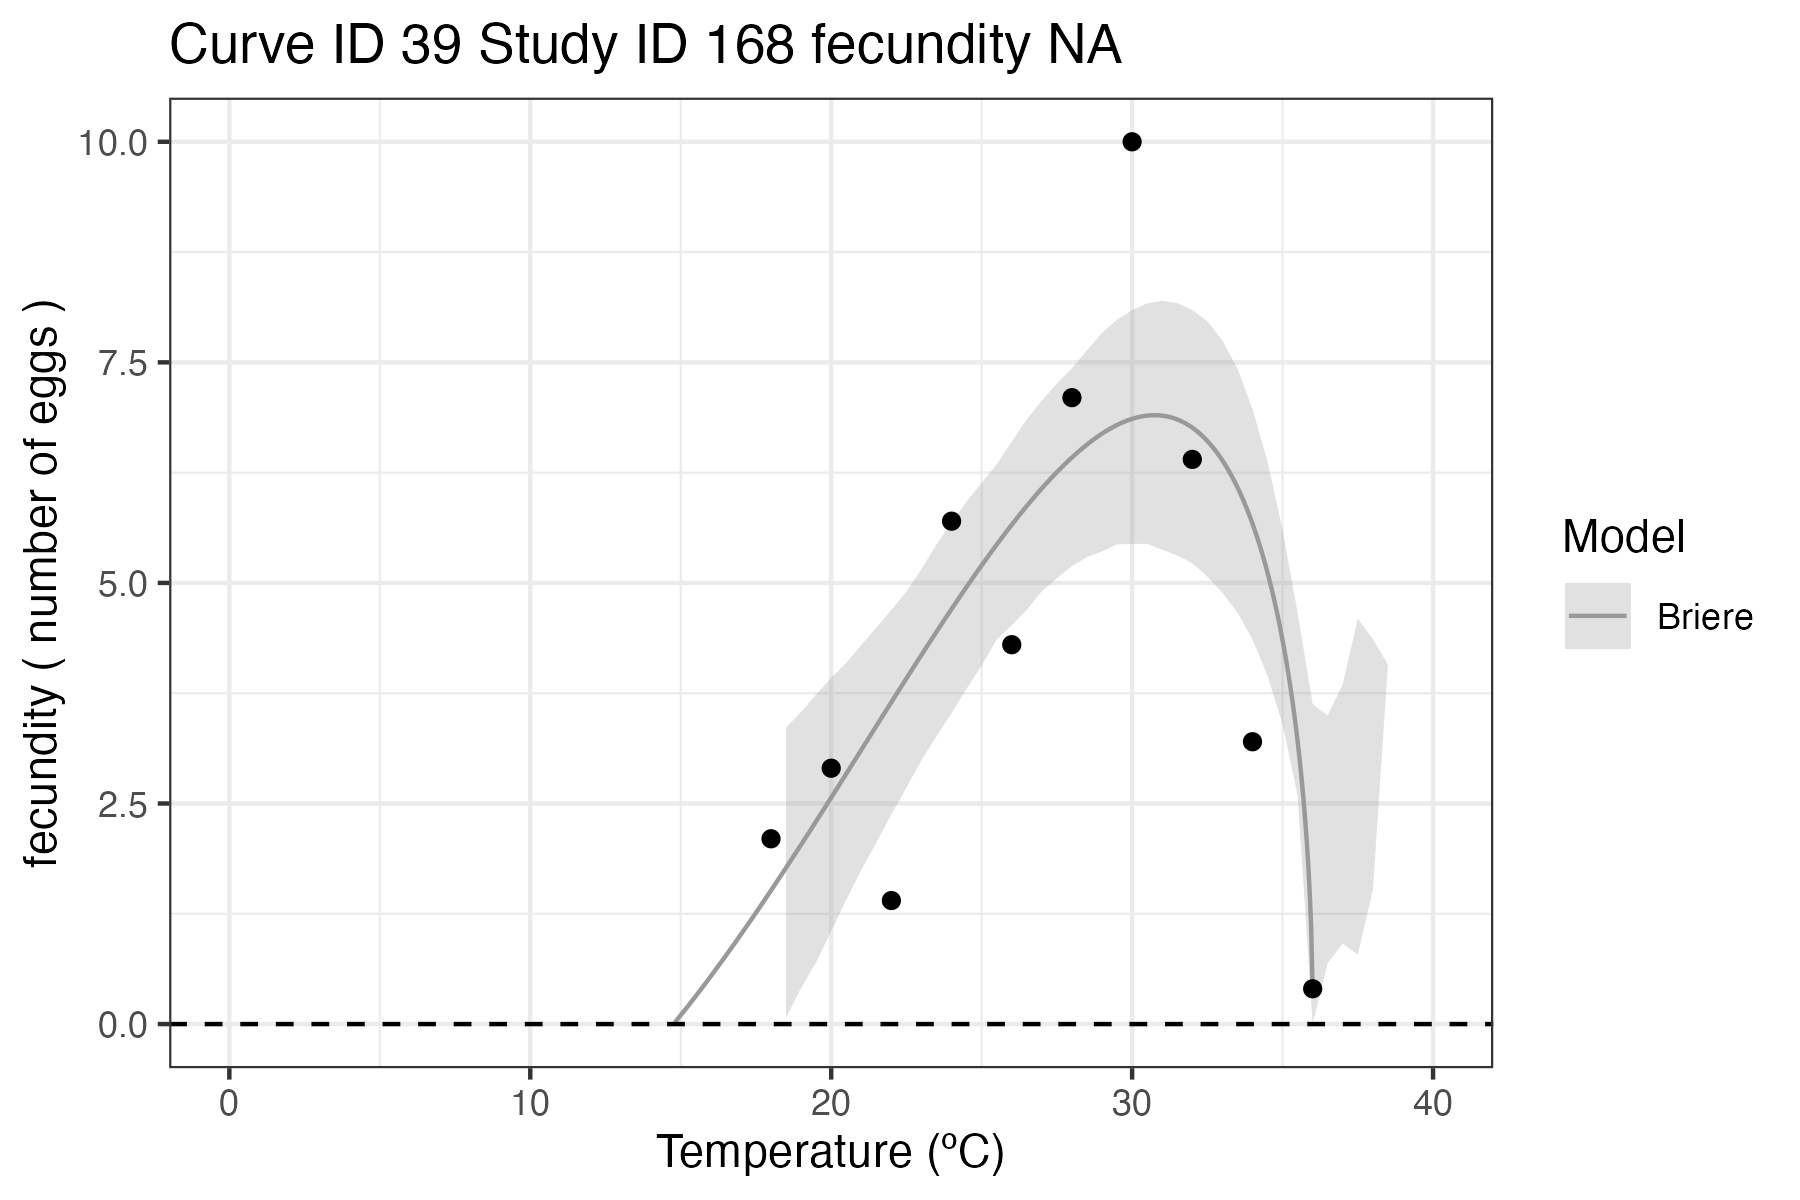 Curve ID 39 Study ID 168 fecundity NA
fecundity ( number of eggs )
10.0
7.5
5.0
2.5
0.0
0 10 20 30 40
Temperature (ºC)
Model
Briere